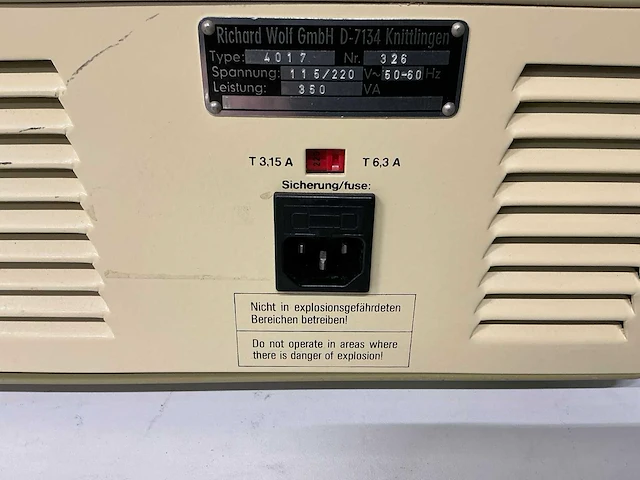 Richard Wolf GmbH D-7134 Knittlingen
Type: 4017 Nr. 326
Spannung: 115/220 V~ 50-60 Hz
Leistung: 350 VA
T 3,15 A T 6,3 A
Sicherung/fuse:
Nicht in explosionsgefährdeten
Bereichen betreiben!
Do not operate in areas where
there is danger of explosion!